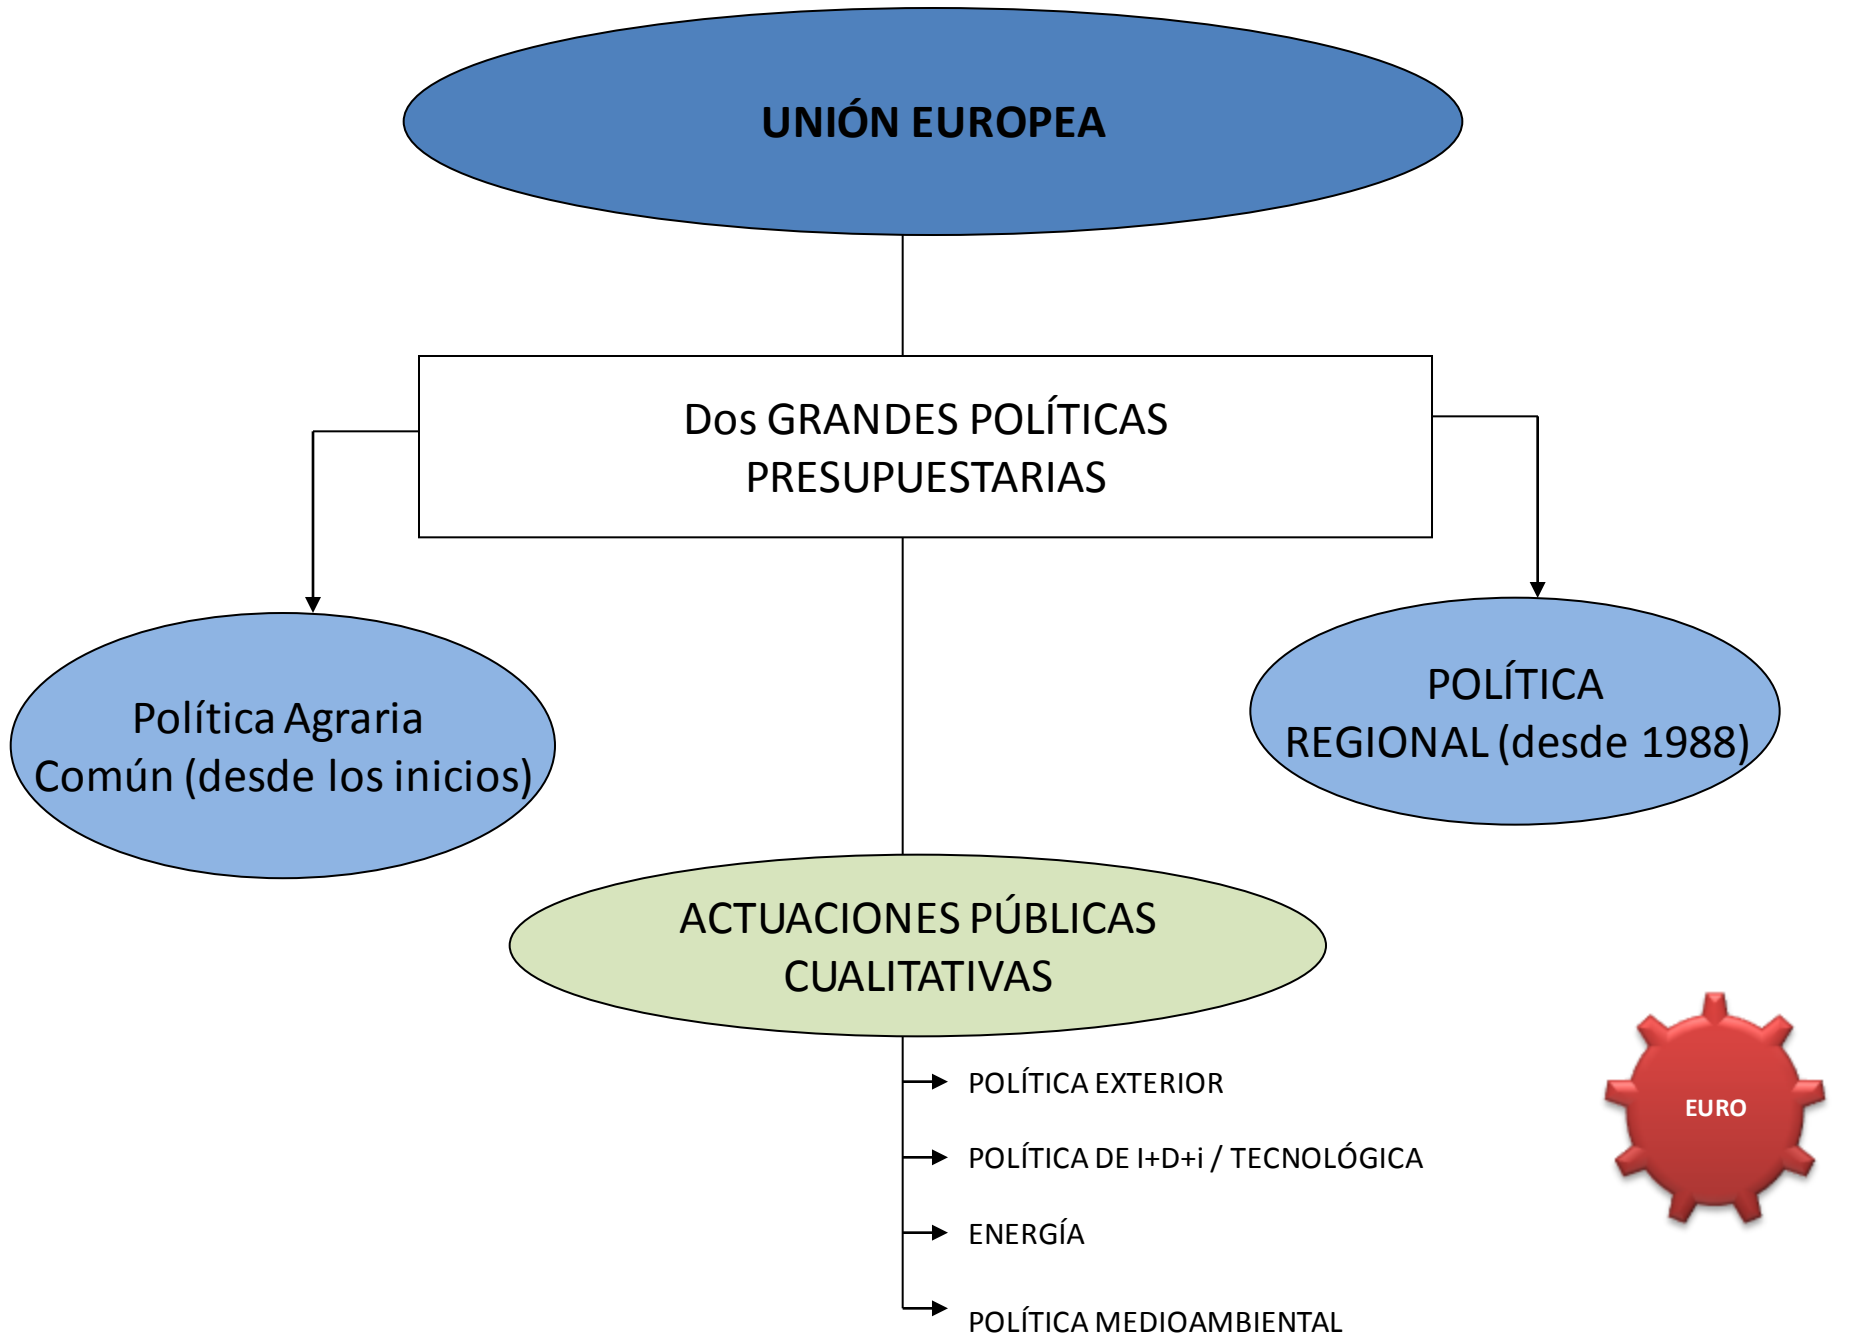 UNIÓN EUROPEA
Dos GRANDES POLÍTICAS
PRESUPUESTARIAS
Política Agraria
Común (desde los inicios)
POLÍTICA
REGIONAL (desde 1988)
ACTUACIONES PÚBLICAS
CUALITATIVAS
POLÍTICA EXTERIOR
POLÍTICA DE I+D+i / TECNOLÓGICA
ENERGÍA
POLÍTICA MEDIOAMBIENTAL
EURO